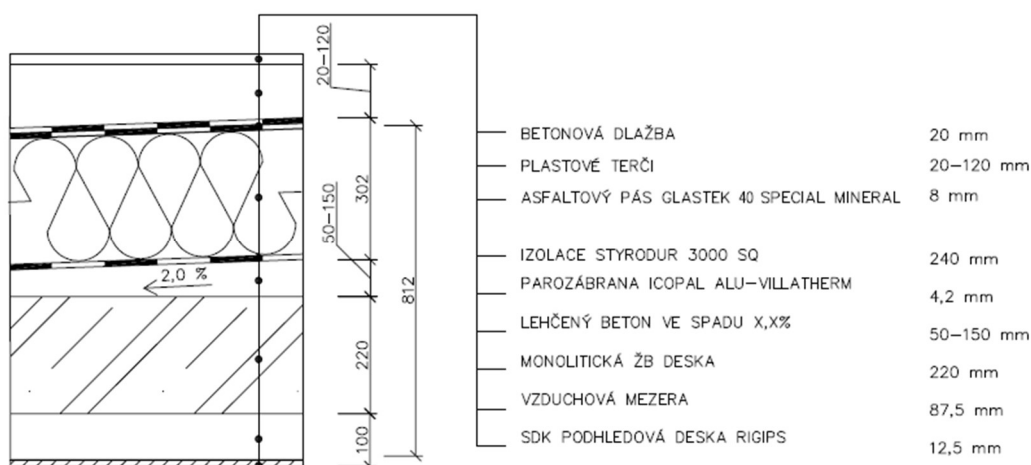 20-120
302
50-150
2,0 %
812
220
100
BETONOVÁ DLAŽBA 20 mm
PLASTOVÉ TERČI 20-120 mm
ASFALTOVÝ PÁS GLASTEK 40 SPECIAL MINERAL 8 mm
IZOLACE STYRODUR 3000 SQ 240 mm
PAROZÁBRANA ICOPAL ALU-VILLATHERM 4,2 mm
LEHČENÝ BETON VE SPADU X,X% 50-150 mm
MONOLITICKÁ ŽB DESKA 220 mm
VZDUCHOVÁ MEZERA 87,5 mm
SDK PODHLEDOVÁ DESKA RIGIPS 12,5 mm